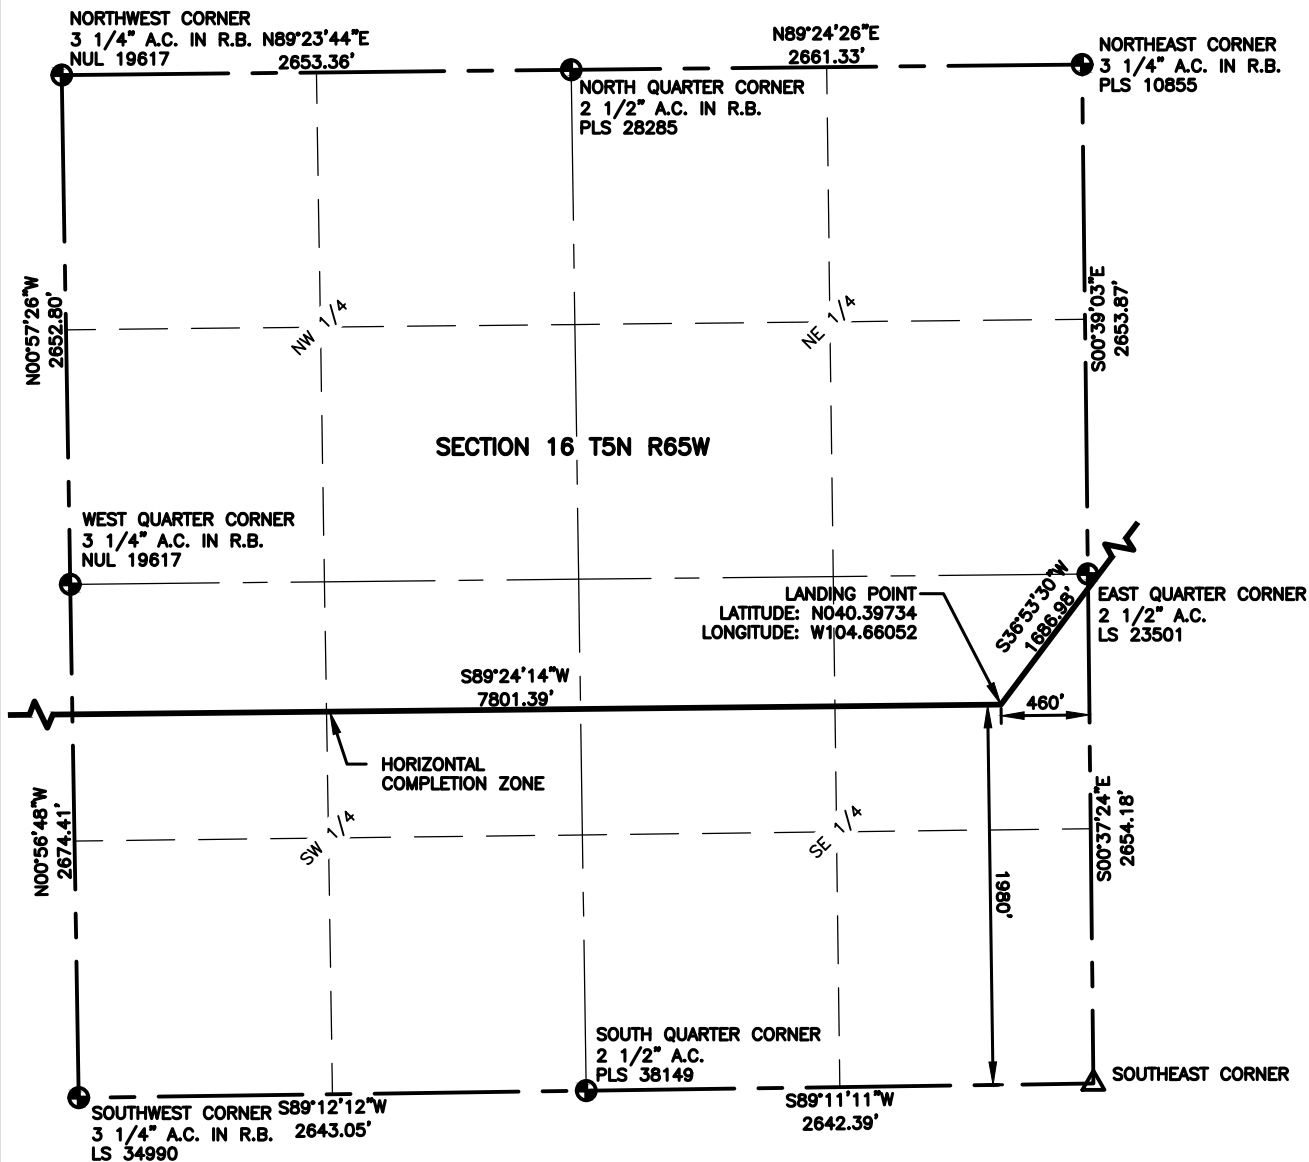 NORTHWEST CORNER
3 1/4" A.C. IN R.B.
NUL 19617
N89°23'44"E
2653.36'
N89°24'26"E
2661.33'
NORTHEAST CORNER
3 1/4" A.C. IN R.B.
PLS 10855
NORTH QUARTER CORNER
2 1/2" A.C. IN R.B.
PLS 28285
N00°57'26"W
2652.80'
NW 1/4
NE 1/4
S00°39'03"E
2653.87'
SECTION 16 T5N R65W
WEST QUARTER CORNER
3 1/4" A.C. IN R.B.
NUL 19617
LANDING POINT
LATITUDE: N040.39734
LONGITUDE: W104.66052
S36°53'30"W
1686.98'
EAST QUARTER CORNER
2 1/2" A.C.
LS 23501
S89°24'14"W
7801.39'
460'
HORIZONTAL
COMPLETION ZONE
N00°56'48"W
2674.41'
SW 1/4
SE 1/4
S00°37'24"E
2654.18'
1980'
SOUTH QUARTER CORNER
2 1/2" A.C.
PLS 38149
SOUTHEAST CORNER
SOUTHWEST CORNER
3 1/4" A.C. IN R.B.
LS 34990
S89°12'12"W
2643.05'
S89°11'11"W
2642.39'